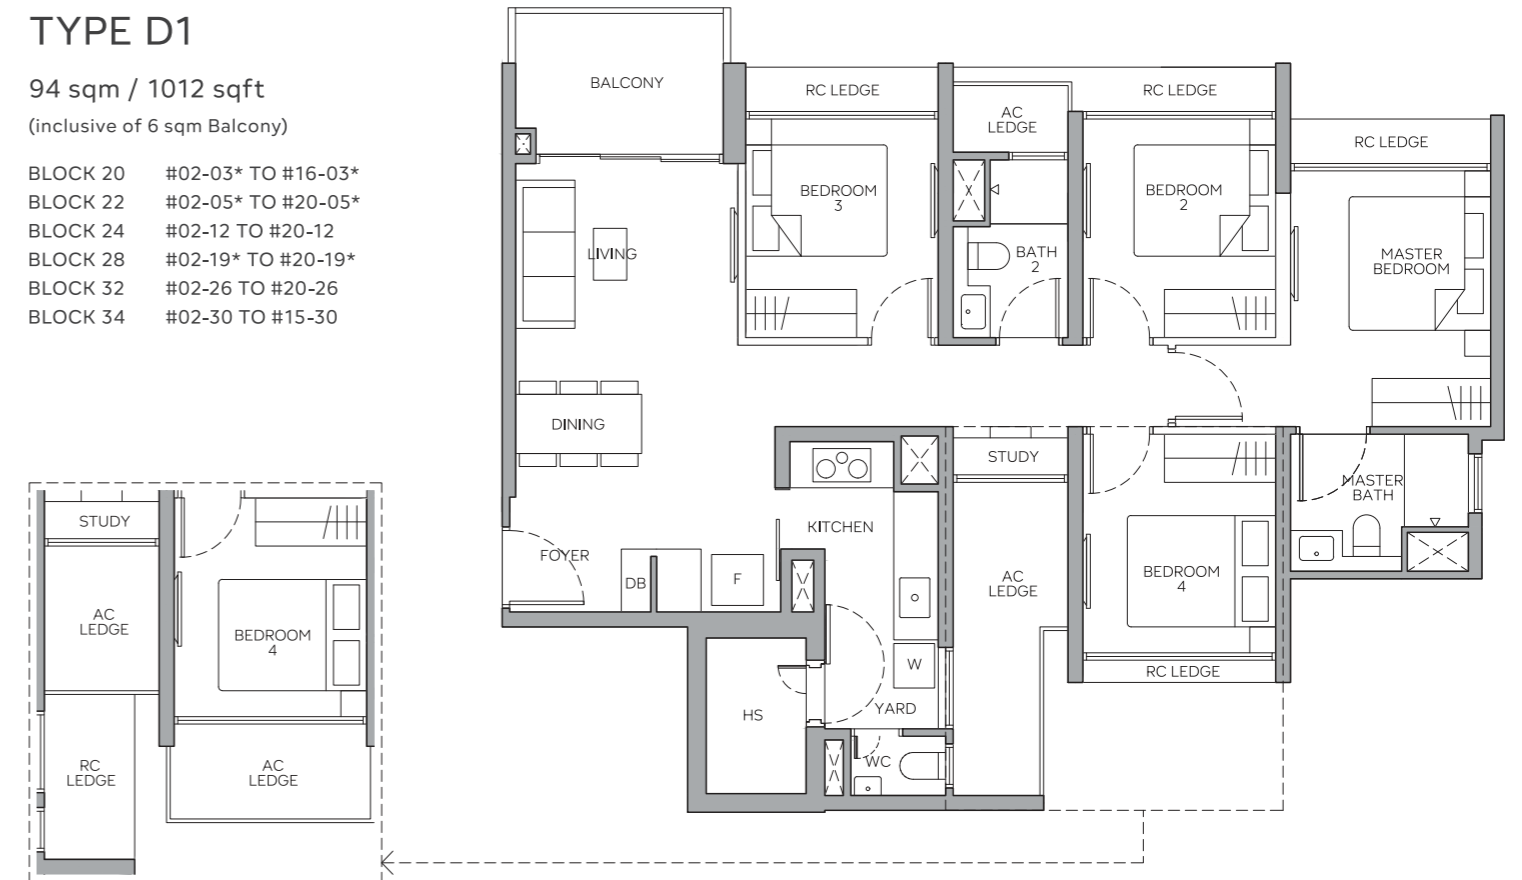 TYPE D1
94 sqm / 1012 sqft
(inclusive of 6 sqm Balcony)
BLOCK 20 #02-03* TO #16-03*
BLOCK 22 #02-05* TO #20-05*
BLOCK 24 #02-12 TO #20-12
BLOCK 28 #02-19* TO #20-19*
BLOCK 32 #02-26 TO #20-26
BLOCK 34 #02-30 TO #15-30
BALCONY
RC LEDGE
AC
LEDGE
RC LEDGE
RC LEDGE
BEDROOM
3
BEDROOM
2
LIVING
BATH
2
MASTER
BEDROOM
DINING
STUDY
MASTER
BATH
KITCHEN
FOYER
DB
F
AC
LEDGE
BEDROOM
4
W
RC LEDGE
HS
YARD
WC
STUDY
AC
LEDGE
BEDROOM
4
RC
LEDGE
AC
LEDGE